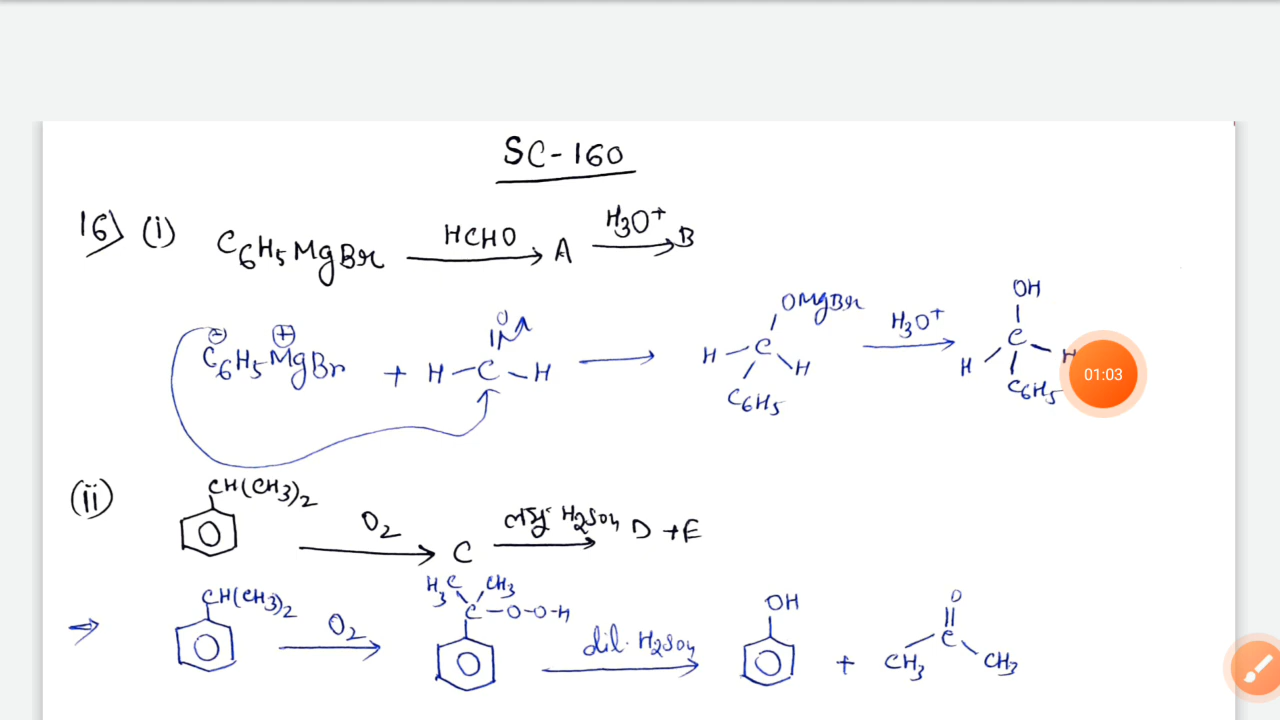 SC-160
16) (i) C6H5MgBr HCHO A H3O+ B
C6H5MgBr + H-C-H O OMgBr H-C-H C6H5 H3O+ OH H C H C6H5
01:03
(ii) CH(CH3)2 O2 C लघु H2SO4 D + E
⇒ CH(CH3)2 O2 H3C CH3 C-O-O-H dil. H2SO4 OH + O C CH3 CH3